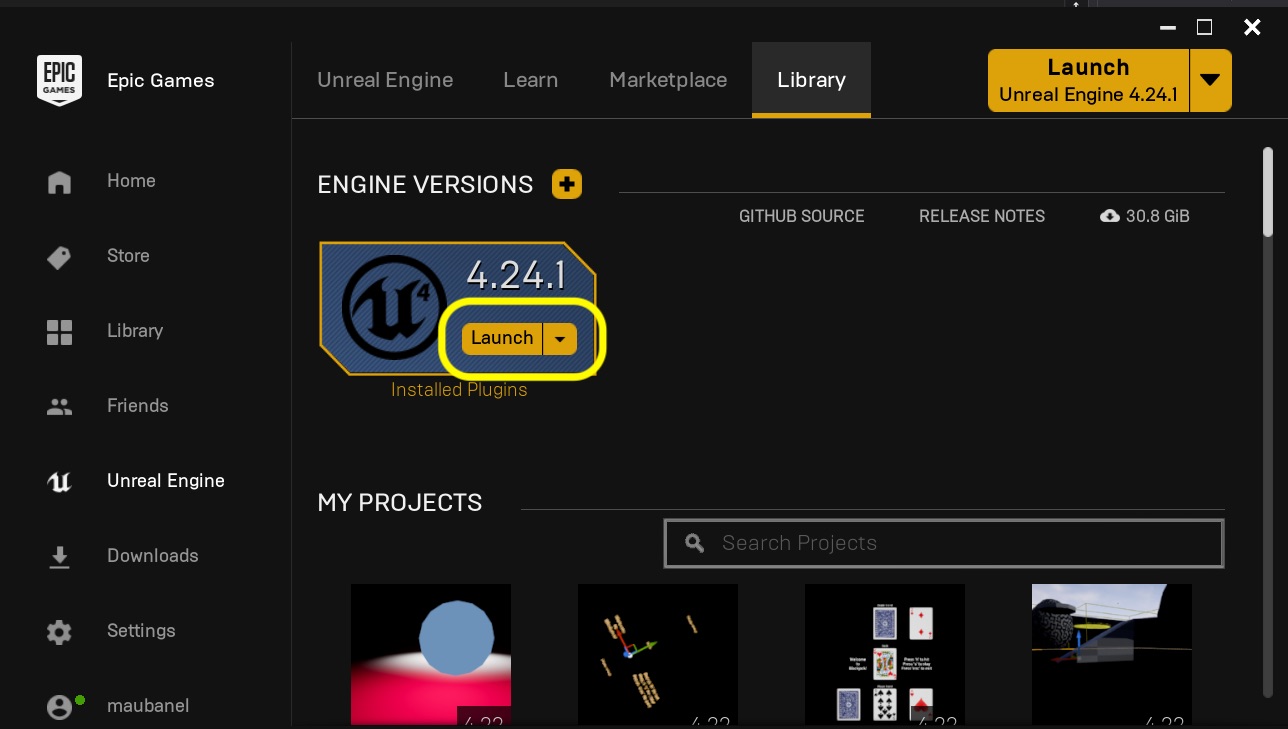 EPIC
GAMES
Epic Games
Unreal Engine
Learn
Marketplace
Library
Launch
Unreal Engine 4.24.1
Home
Store
Library
Friends
Unreal Engine
Downloads
Settings
maubanel
ENGINE VERSIONS
GITHUB SOURCE
RELEASE NOTES
30.8 GiB
4
4.24.1
Launch
Installed Plugins
MY PROJECTS
Search Projects
4.22
4.22
4.22
4.22